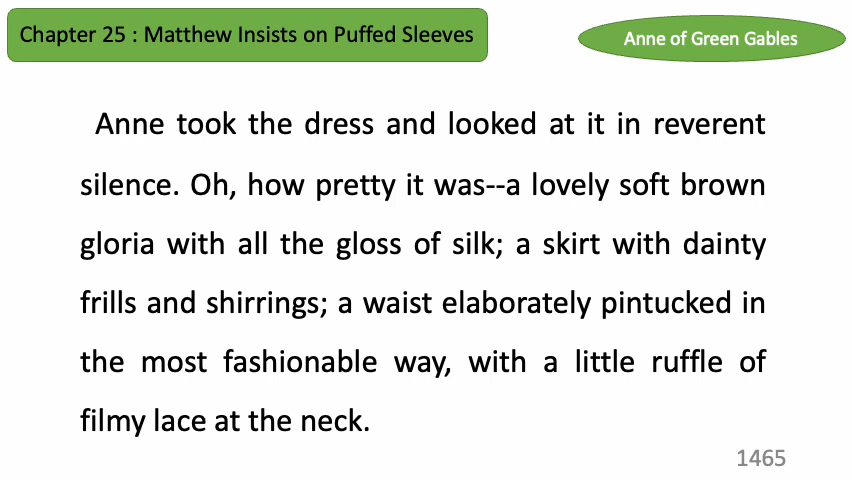 Chapter 25 : Matthew Insists on Puffed Sleeves
Anne of Green Gables
Anne took the dress and looked at it in reverent
silence. Oh, how pretty it was--a lovely soft brown
gloria with all the gloss of silk; a skirt with dainty
frills and shirrings; a waist elaborately pintucked in
the most fashionable way, with a little ruffle of
filmy lace at the neck.
1465